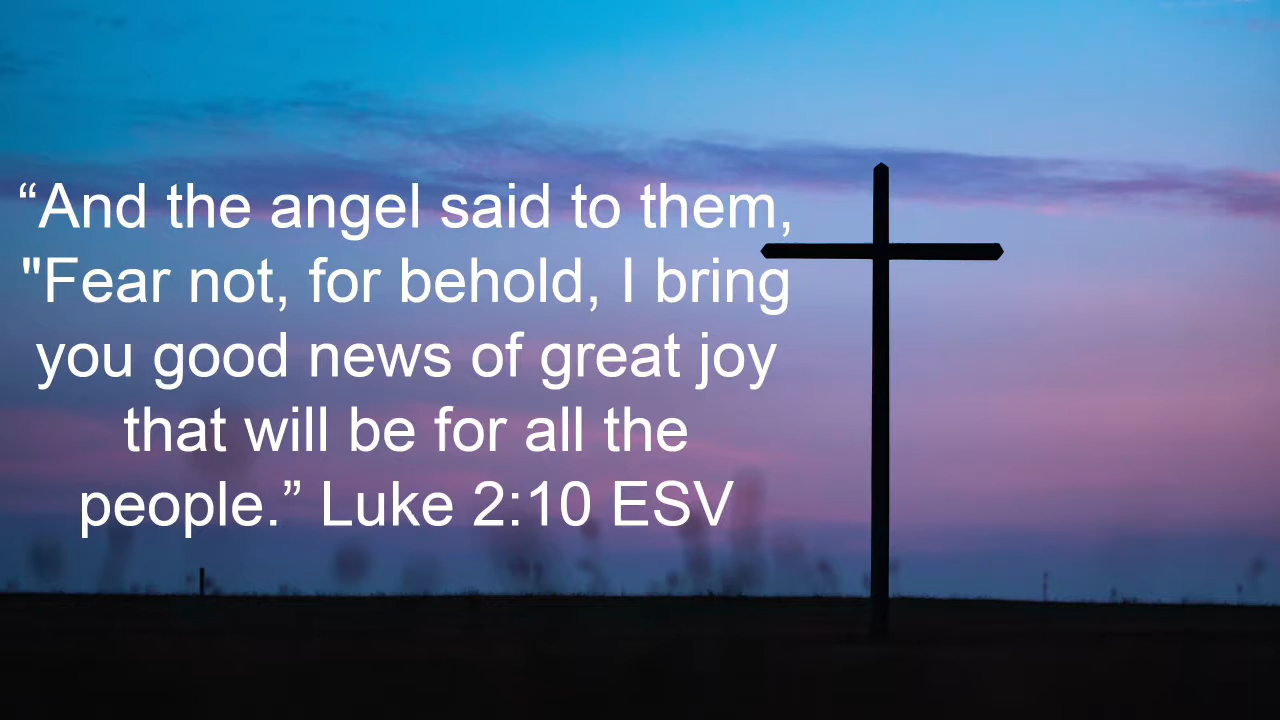 “And the angel said to them,
"Fear not, for behold, I bring
you good news of great joy
that will be for all the
people.” Luke 2:10 ESV